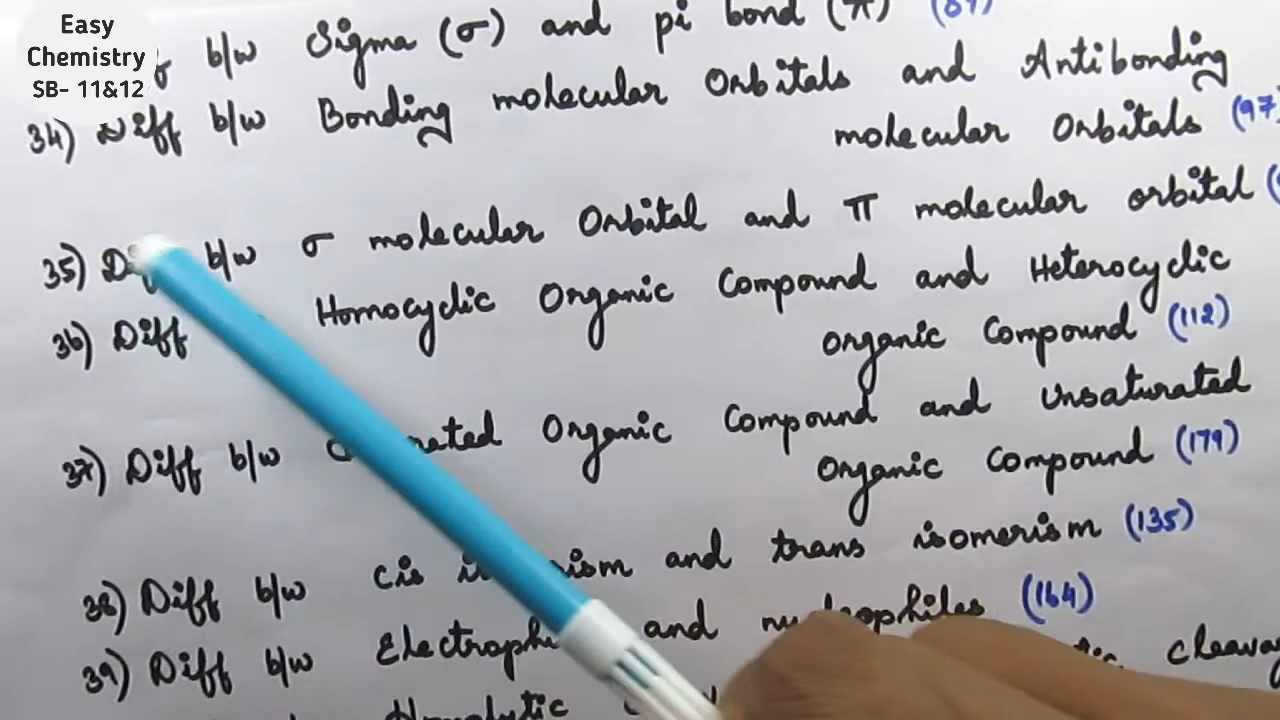 Easy
Chemistry
SB- 11&12
b/w Sigma (σ) and pi bond (π)
34) Diff b/w Bonding molecular Orbitals and Antibonding
molecular Orbitals (97
35) Diff b/w σ molecular Orbital and π molecular orbital (
36) Diff Homocyclic Organic Compound and Heterocyclic
organic Compound (112)
37) Diff b/w Organic Compound and Unsaturated
Organic Compound (179)
38) Diff b/w Cis and trans isomerism (135)
39) Diff b/w and (164)